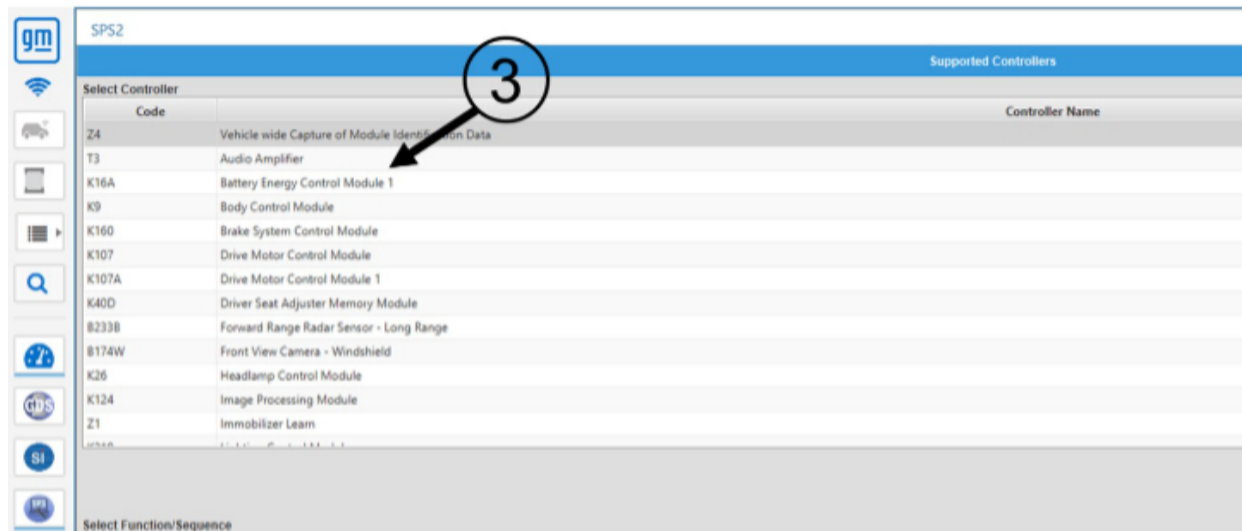 gm
SPS2
Supported Controllers
3
Select Controller
Code Controller Name
Z4 Vehicle wide Capture of Module Identification Data
T3 Audio Amplifier
K16A Battery Energy Control Module 1
K9 Body Control Module
K160 Brake System Control Module
K107 Drive Motor Control Module
K107A Drive Motor Control Module 1
K40D Driver Seat Adjuster Memory Module
B233B Forward Range Radar Sensor - Long Range
B174W Front View Camera - Windshield
K26 Headlamp Control Module
K124 Image Processing Module
Z1 Immobilizer Learn
GDS
SI
Select Function/Sequence